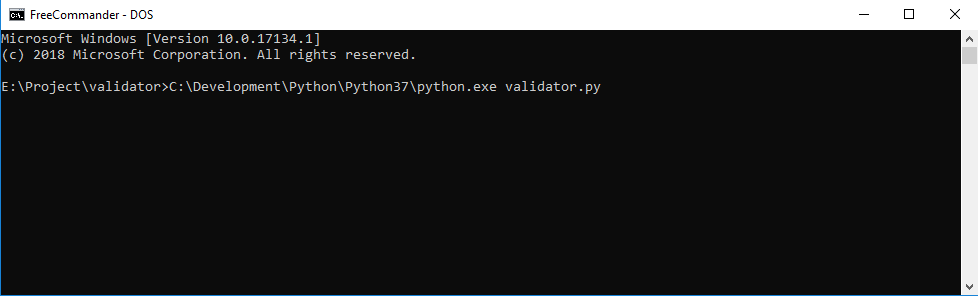 FreeCommander - DOS
Microsoft Windows [Version 10.0.17134.1]
(c) 2018 Microsoft Corporation. All rights reserved.
E:\Project\validator>C:\Development\Python\Python37\python.exe validator.py